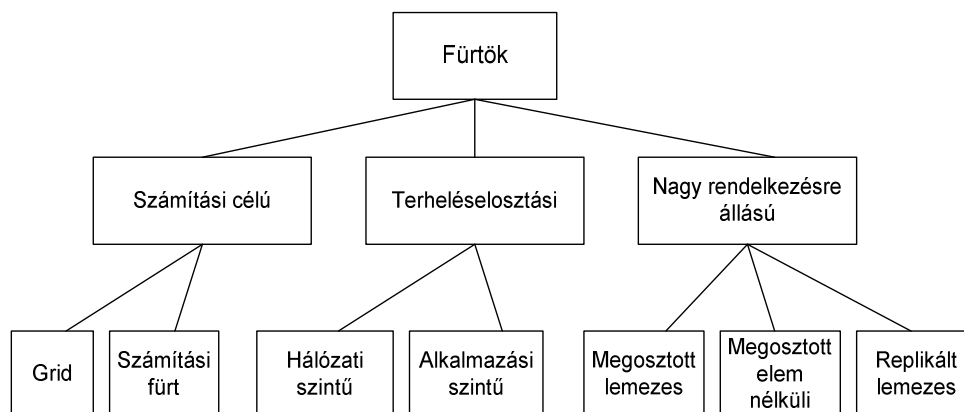 Fürtök
Számítási célú
Terheléselosztási
Nagy rendelkezésre
állású
Grid
Számítási
fürt
Hálózati
szintű
Alkalmazási
szintű
Megosztott
lemezes
Megosztott
elem
nélküli
Replikált
lemezes